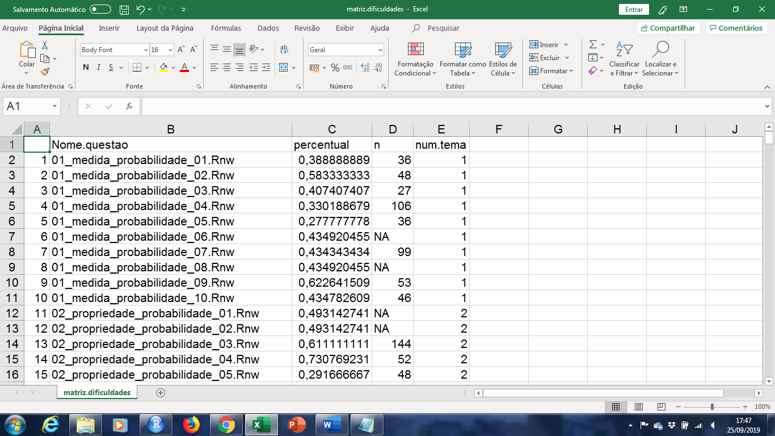 Salvamento Automático
matriz.dificuldades - Excel
Entrar
Arquivo Página Inicial Inserir Layout da Página Fórmulas Dados Revisão Exibir Ajuda Pesquisar Compartilhar Comentários
Colar
Body Font 16
N I S
Geral
% 000
Formatação Condicional
Formatar como Tabela
Estilos de Célula
Inserir
Excluir
Formatar
Classificar e Filtrar
Localizar e Selecionar
Área de Transferência Fonte Alinhamento Número Estilos Células Edição
A1 fx
A B C D E F G H I J
1 Nome.questao percentual n num.tema
2 1 01_medida_probabilidade_01.Rnw 0,388888889 36 1
3 2 01_medida_probabilidade_02.Rnw 0,583333333 48 1
4 3 01_medida_probabilidade_03.Rnw 0,407407407 27 1
5 4 01_medida_probabilidade_04.Rnw 0,330188679 106 1
6 5 01_medida_probabilidade_05.Rnw 0,277777778 36 1
7 6 01_medida_probabilidade_06.Rnw 0,434920455 NA 1
8 7 01_medida_probabilidade_07.Rnw 0,434343434 99 1
9 8 01_medida_probabilidade_08.Rnw 0,434920455 NA 1
10 9 01_medida_probabilidade_09.Rnw 0,622641509 53 1
11 10 01_medida_probabilidade_10.Rnw 0,434782609 46 1
12 11 02_propriedade_probabilidade_01.Rnw 0,493142741 NA 2
13 12 02_propriedade_probabilidade_02.Rnw 0,493142741 NA 2
14 13 02_propriedade_probabilidade_03.Rnw 0,611111111 144 2
15 14 02_propriedade_probabilidade_04.Rnw 0,730769231 52 2
16 15 02_propriedade_probabilidade_05.Rnw 0,291666667 48 2
matriz.dificuldades
100%
17:47
25/09/2019